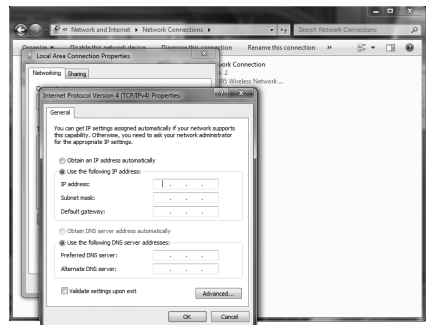 « Network and Internet ▸ Network Connections ▸
Search Network Connections
Organize ▾ Disable this network device Diagnose this connection Rename this connection »
Local Area Connection Properties
work Connection
2
95 Wireless Network ...
Networking Sharing
Internet Protocol Version 4 (TCP/IPv4) Properties
General
You can get IP settings assigned automatically if your network supports
this capability. Otherwise, you need to ask your network administrator
for the appropriate IP settings.
Obtain an IP address automatically
Use the following IP address:
IP address:
Subnet mask:
Default gateway:
Obtain DNS server address automatically
Use the following DNS server addresses:
Preferred DNS server:
Alternate DNS server:
Validate settings upon exit
Advanced...
OK Cancel